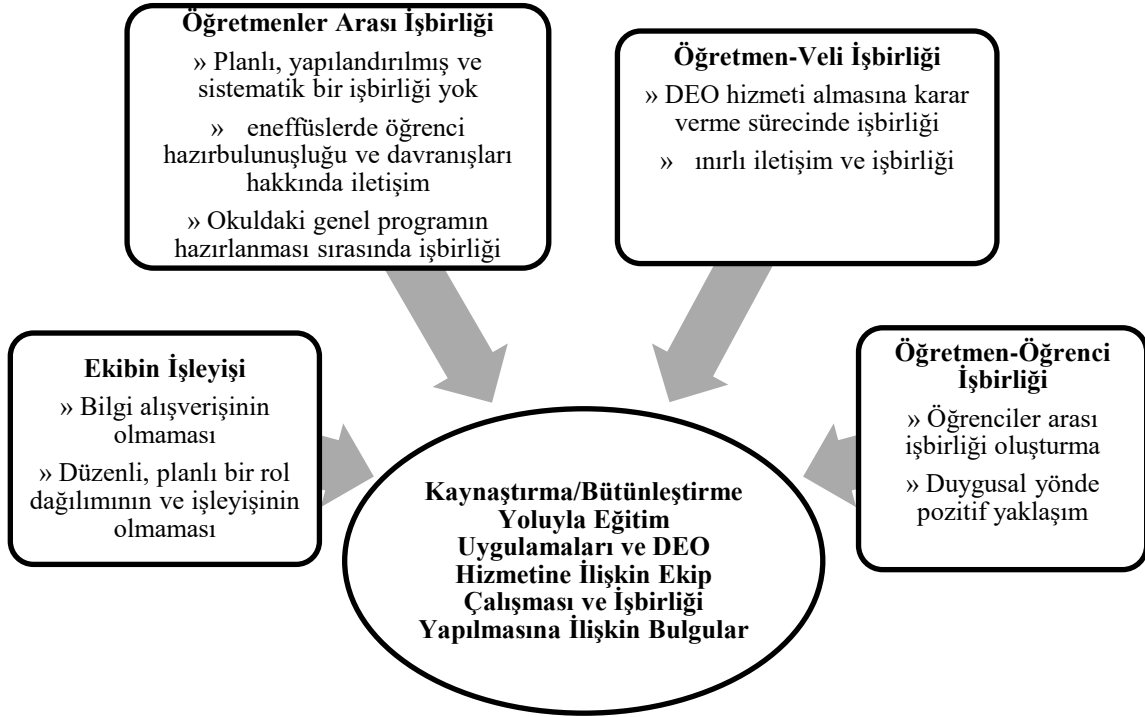 Öğretmenler Arası İşbirliği
» Planlı, yapılandırılmış ve
sistematik bir işbirliği yok
» eneffüslerde öğrenci
hazırbulunuşluğu ve davranışları
hakkında iletişim
» Okuldaki genel programın
hazırlanması sırasında işbirliği
Öğretmen-Veli İşbirliği
» DEO hizmeti almasına karar
verme sürecinde işbirliği
» ınırlı iletişim ve işbirliği
Ekibin İşleyişi
» Bilgi alışverişinin
olmaması
» Düzenli, planlı bir rol
dağılımının ve işleyişinin
olmaması
Öğretmen-Öğrenci
İşbirliği
» Öğrenciler arası
işbirliği oluşturma
» Duygusal yönde
pozitif yaklaşım
Kaynaştırma/Bütünleştirme
Yoluyla Eğitim
Uygulamaları ve DEO
Hizmetine İlişkin Ekip
Çalışması ve İşbirliği
Yapılmasına İlişkin Bulgular